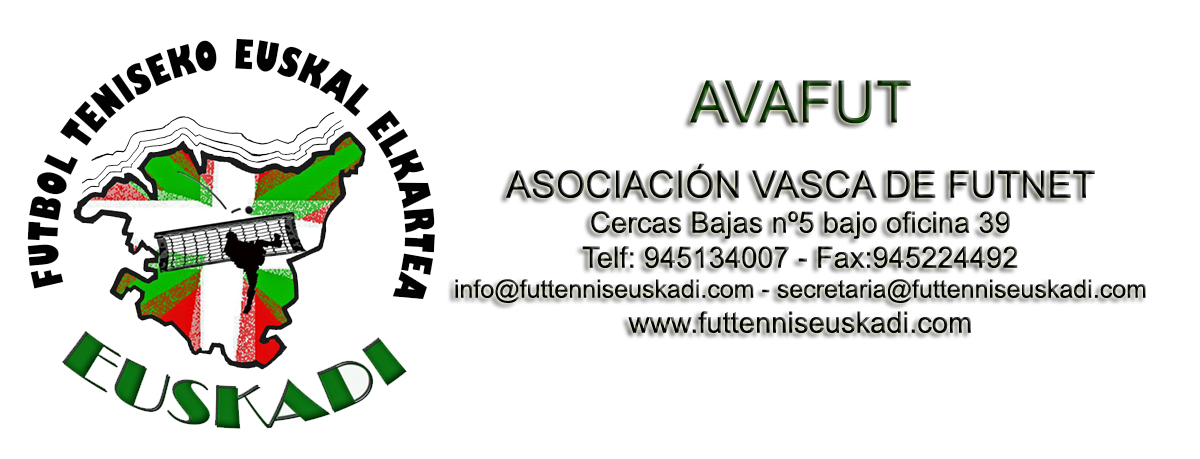 FUTBOL TENISEKO EUSKAL ELKARTEA
EUSKADI
AVAFUT
ASOCIACIÓN VASCA DE FUTNET
Cercas Bajas nº5 bajo oficina 39
Telf: 945134007 - Fax:945224492
info@futtenniseuskadi.com - secretaria@futtenniseuskadi.com
www.futtenniseuskadi.com